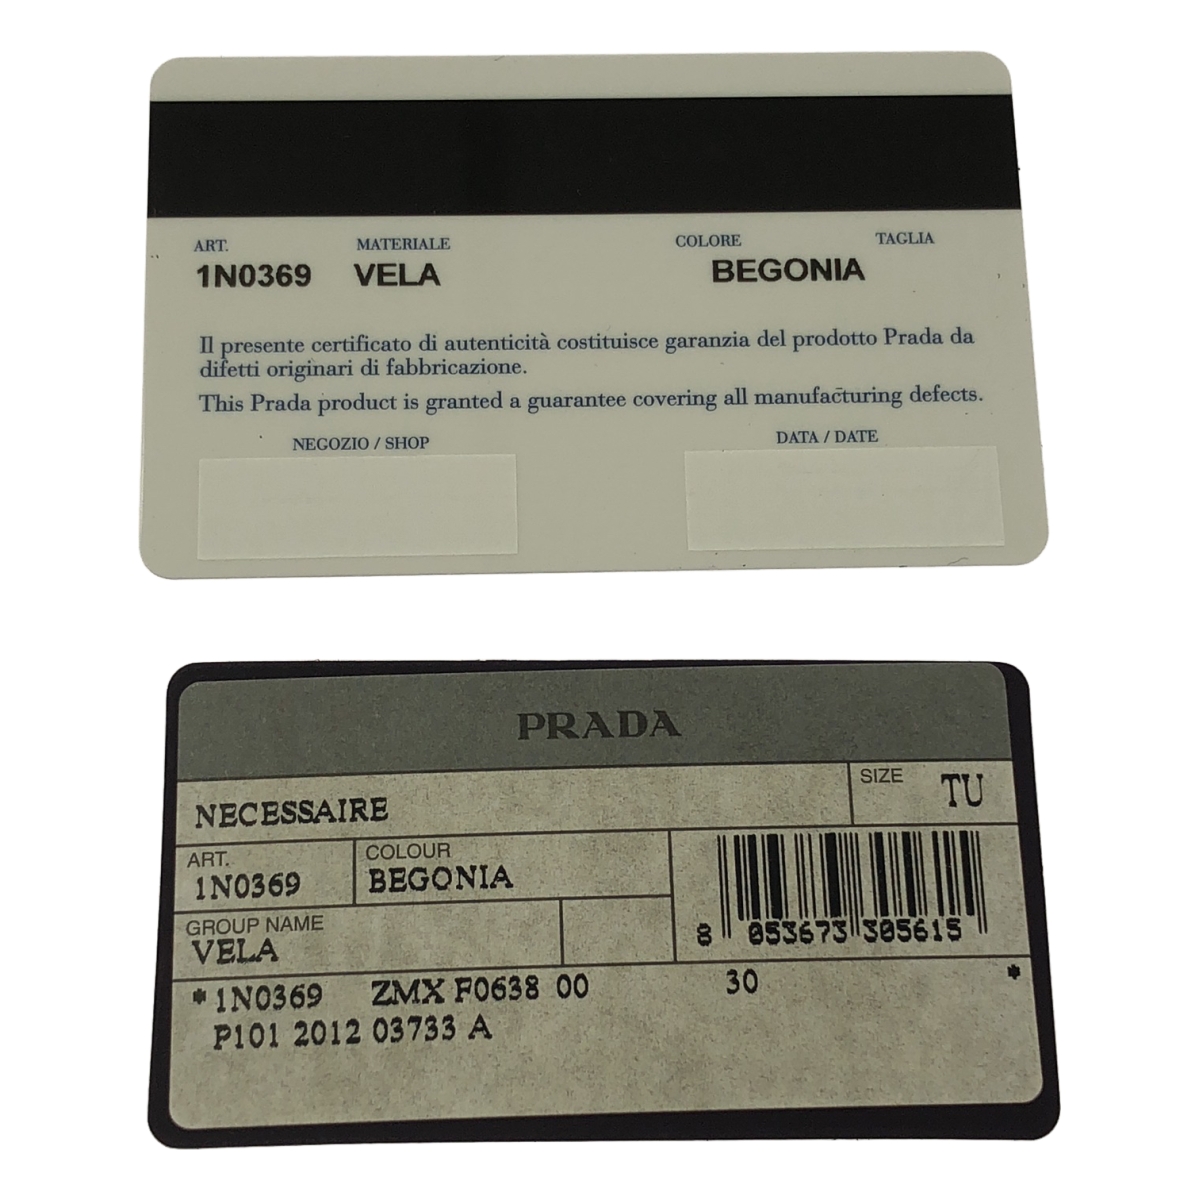 ART. MATERIALE COLORE TAGLIA
1N0369 VELA BEGONIA
Il presente certificato di autenticità costituisce garanzia del prodotto Prada da
difetti originari di fabbricazione.
This Prada product is granted a guarantee covering all manufacturing defects.
NEGOZIO / SHOP DATA / DATE
PRADA
NECESSAIRE SIZE TU
ART. COLOUR
1N0369 BEGONIA
GROUP NAME
VELA
8 053673 305615
*1N0369 ZMX F0638 00 30 *
P101 2012 03733 A